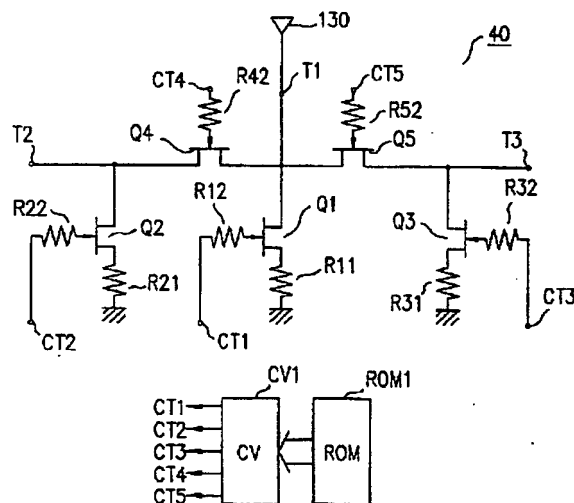 130
40
CT4
R42
T1
CT5
R52
T2
Q4
Q5
T3
R22
Q2
R12
Q1
Q3
R32
R21
R11
R31
CT2
CT1
CT3
CV1
ROM1
CT1
CT2
CT3
CT4
CT5
CV
ROM